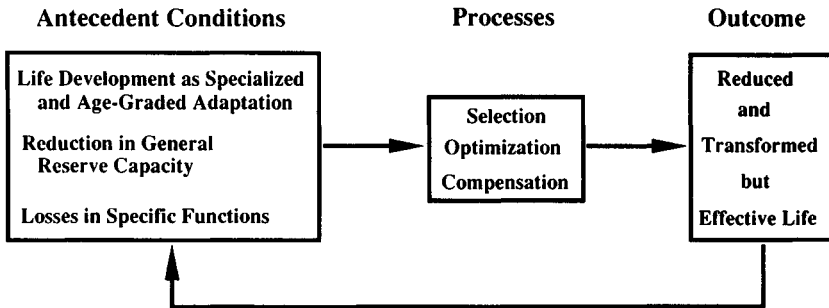 Antecedent Conditions
Processes
Outcome
Life Development as Specialized
and Age-Graded Adaptation
Reduction in General
Reserve Capacity
Losses in Specific Functions
Selection
Optimization
Compensation
Reduced
and
Transformed
but
Effective Life